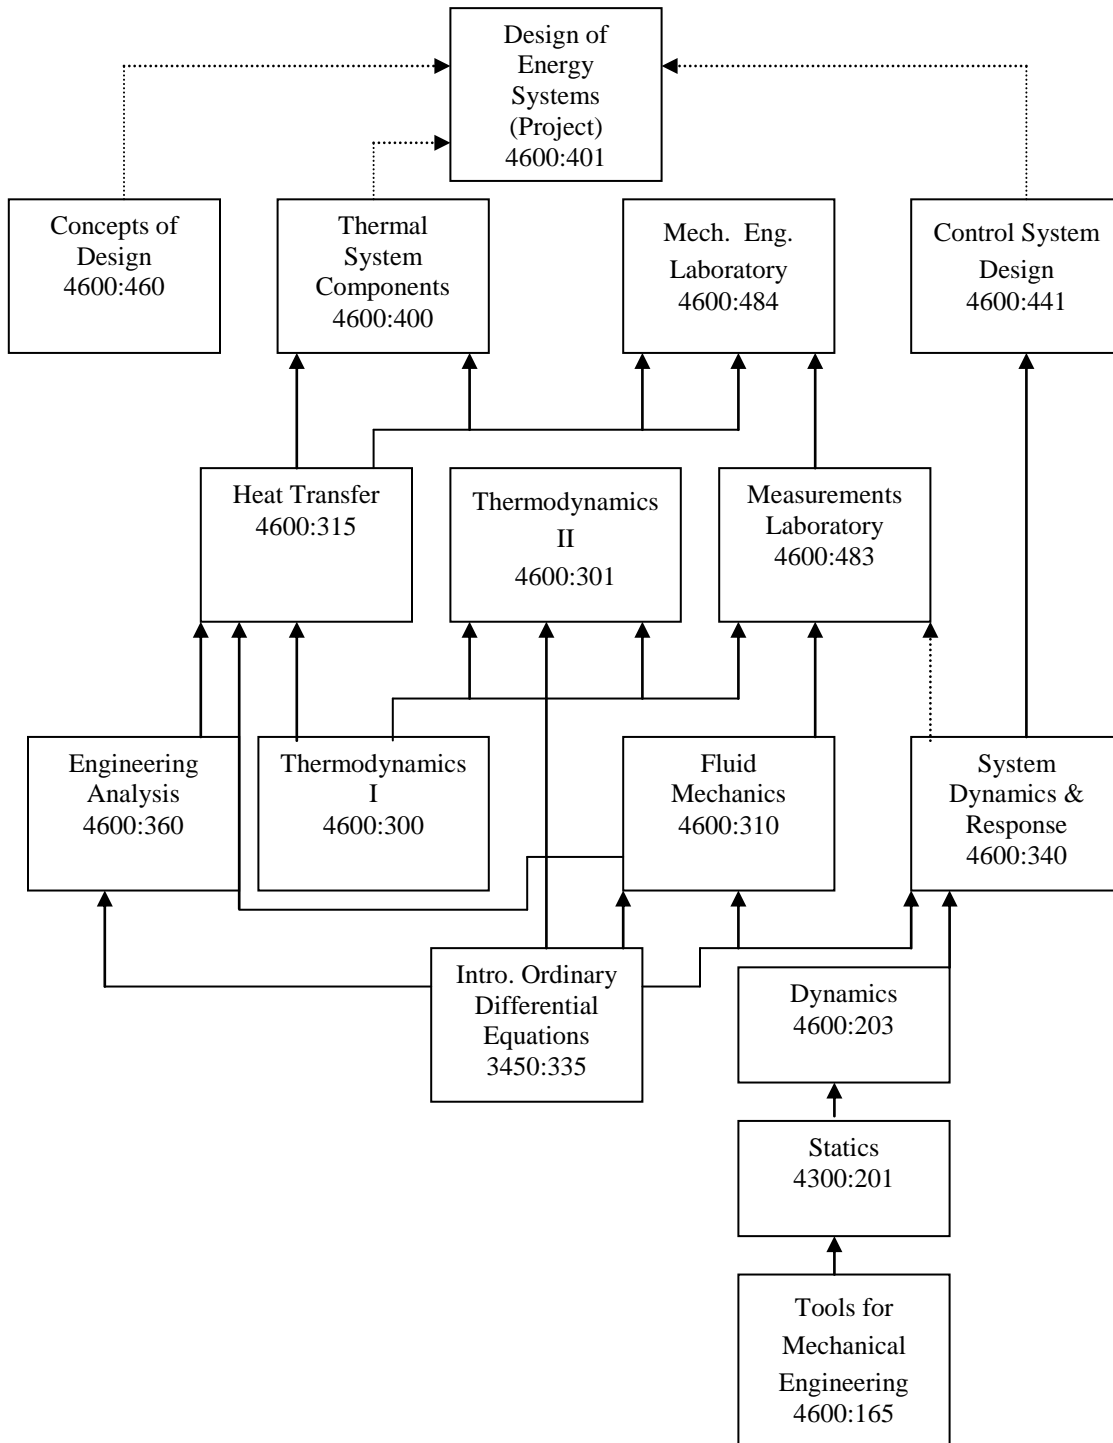 Design of
Energy
Systems
(Project)
4600:401
Concepts of
Design
4600:460
Thermal
System
Components
4600:400
Mech. Eng.
Laboratory
4600:484
Control System
Design
4600:441
Heat Transfer
4600:315
Thermodynamics
II
4600:301
Measurements
Laboratory
4600:483
Engineering
Analysis
4600:360
Thermodynamics
I
4600:300
Fluid
Mechanics
4600:310
System
Dynamics &
Response
4600:340
Intro. Ordinary
Differential
Equations
3450:335
Dynamics
4600:203
Statics
4300:201
Tools for
Mechanical
Engineering
4600:165